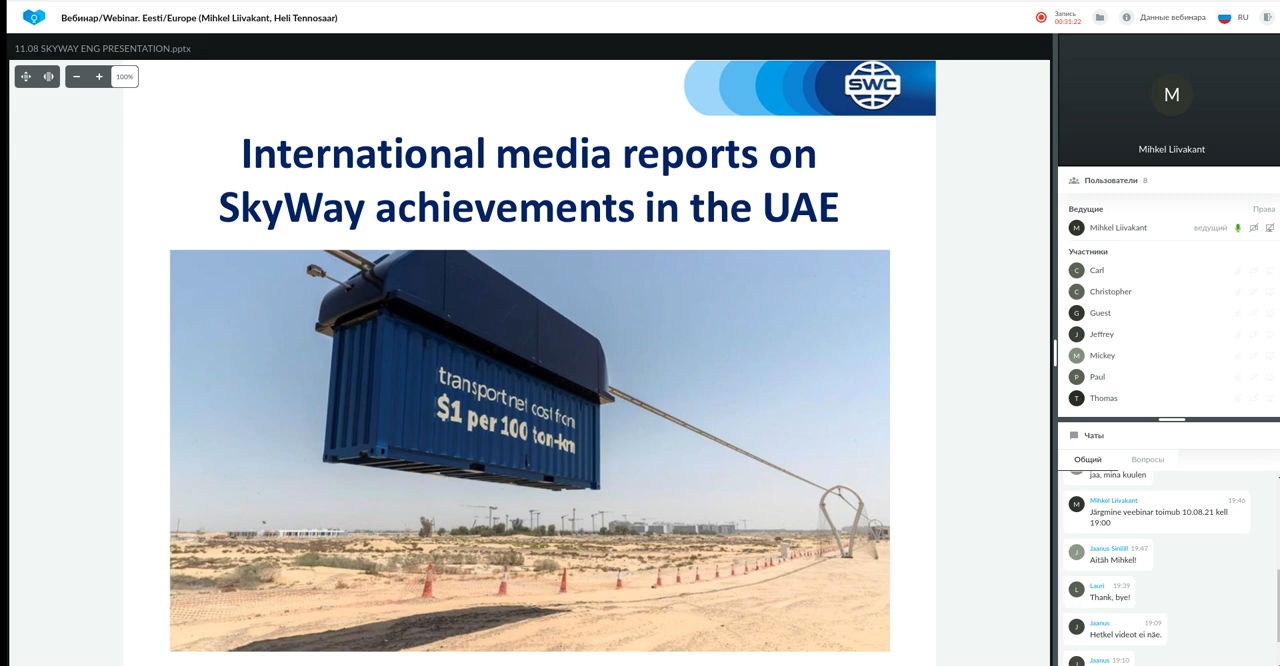 Вебинар/Webinar. Eesti/Europe (Mihkel Liivakant, Heli Tennosaar)
Запись
00:31:22
Данные вебинара
RU
11.08 SKYWAY ENG PRESENTATION.pptx
100%
SWC
International media reports on
SkyWay achievements in the UAE
transport net cost from
$1 per 100 ton-km
M
Mihkel Liivakant
Пользователи 8
Ведущие Права
M Mihkel Liivakant ведущий
Участники
C Carl
C Christopher
G Guest
J Jeffrey
M Mickey
P Paul
T Thomas
Чаты
Общий Вопросы
jaa, mina kuulen
M Mihkel Liivakant 19:46
Järgmine veebinar toimub 10.08.21 kell
19:00
J Jaanus Sinilill 19:47
Aitäh Mihkel!
L Lauri 19:39
Thank, bye!
J Jaanus 19:09
Hetkel videot ei näe.
J Jaanus 19:10